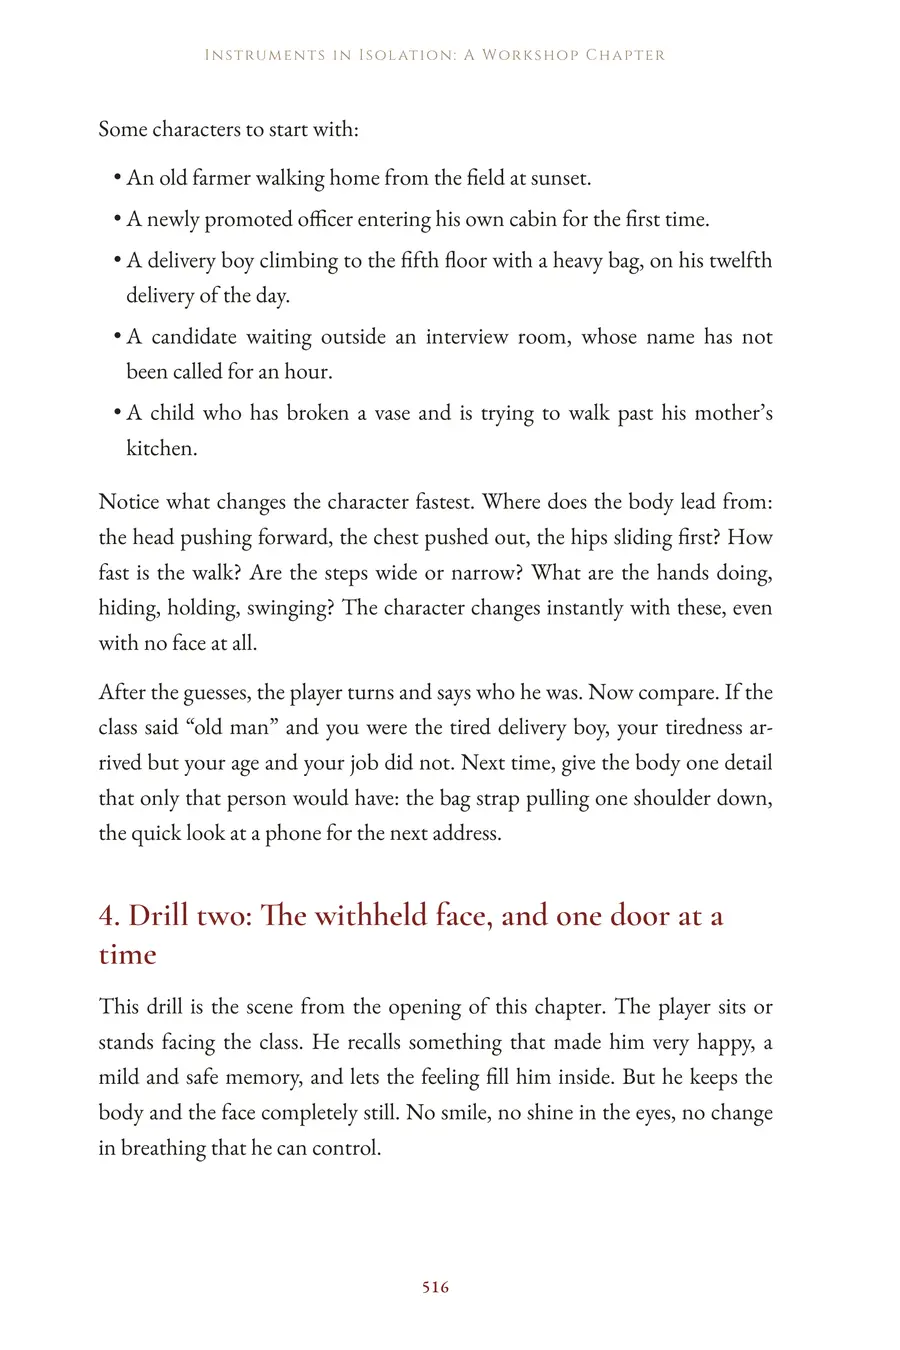 Instruments in Isolation: A Workshop Chapter
Some characters to start with:
• An old farmer walking home from the field at sunset.
• A newly promoted officer entering his own cabin for the first time.
• A delivery boy climbing to the fifth floor with a heavy bag, on his twelfth
delivery of the day.
• A candidate waiting outside an interview room, whose name has not
been called for an hour.
• A child who has broken a vase and is trying to walk past his mother’s
kitchen.
Notice what changes the character fastest. Where does the body lead from:
the head pushing forward, the chest pushed out, the hips sliding first? How
fast is the walk? Are the steps wide or narrow? What are the hands doing,
hiding, holding, swinging? The character changes instantly with these, even
with no face at all.
After the guesses, the player turns and says who he was. Now compare. If the
class said “old man” and you were the tired delivery boy, your tiredness ar-
rived but your age and your job did not. Next time, give the body one detail
that only that person would have: the bag strap pulling one shoulder down,
the quick look at a phone for the next address.
4. Drill two: The withheld face, and one door at a
time
This drill is the scene from the opening of this chapter. The player sits or
stands facing the class. He recalls something that made him very happy, a
mild and safe memory, and lets the feeling fill him inside. But he keeps the
body and the face completely still. No smile, no shine in the eyes, no change
in breathing that he can control.
516